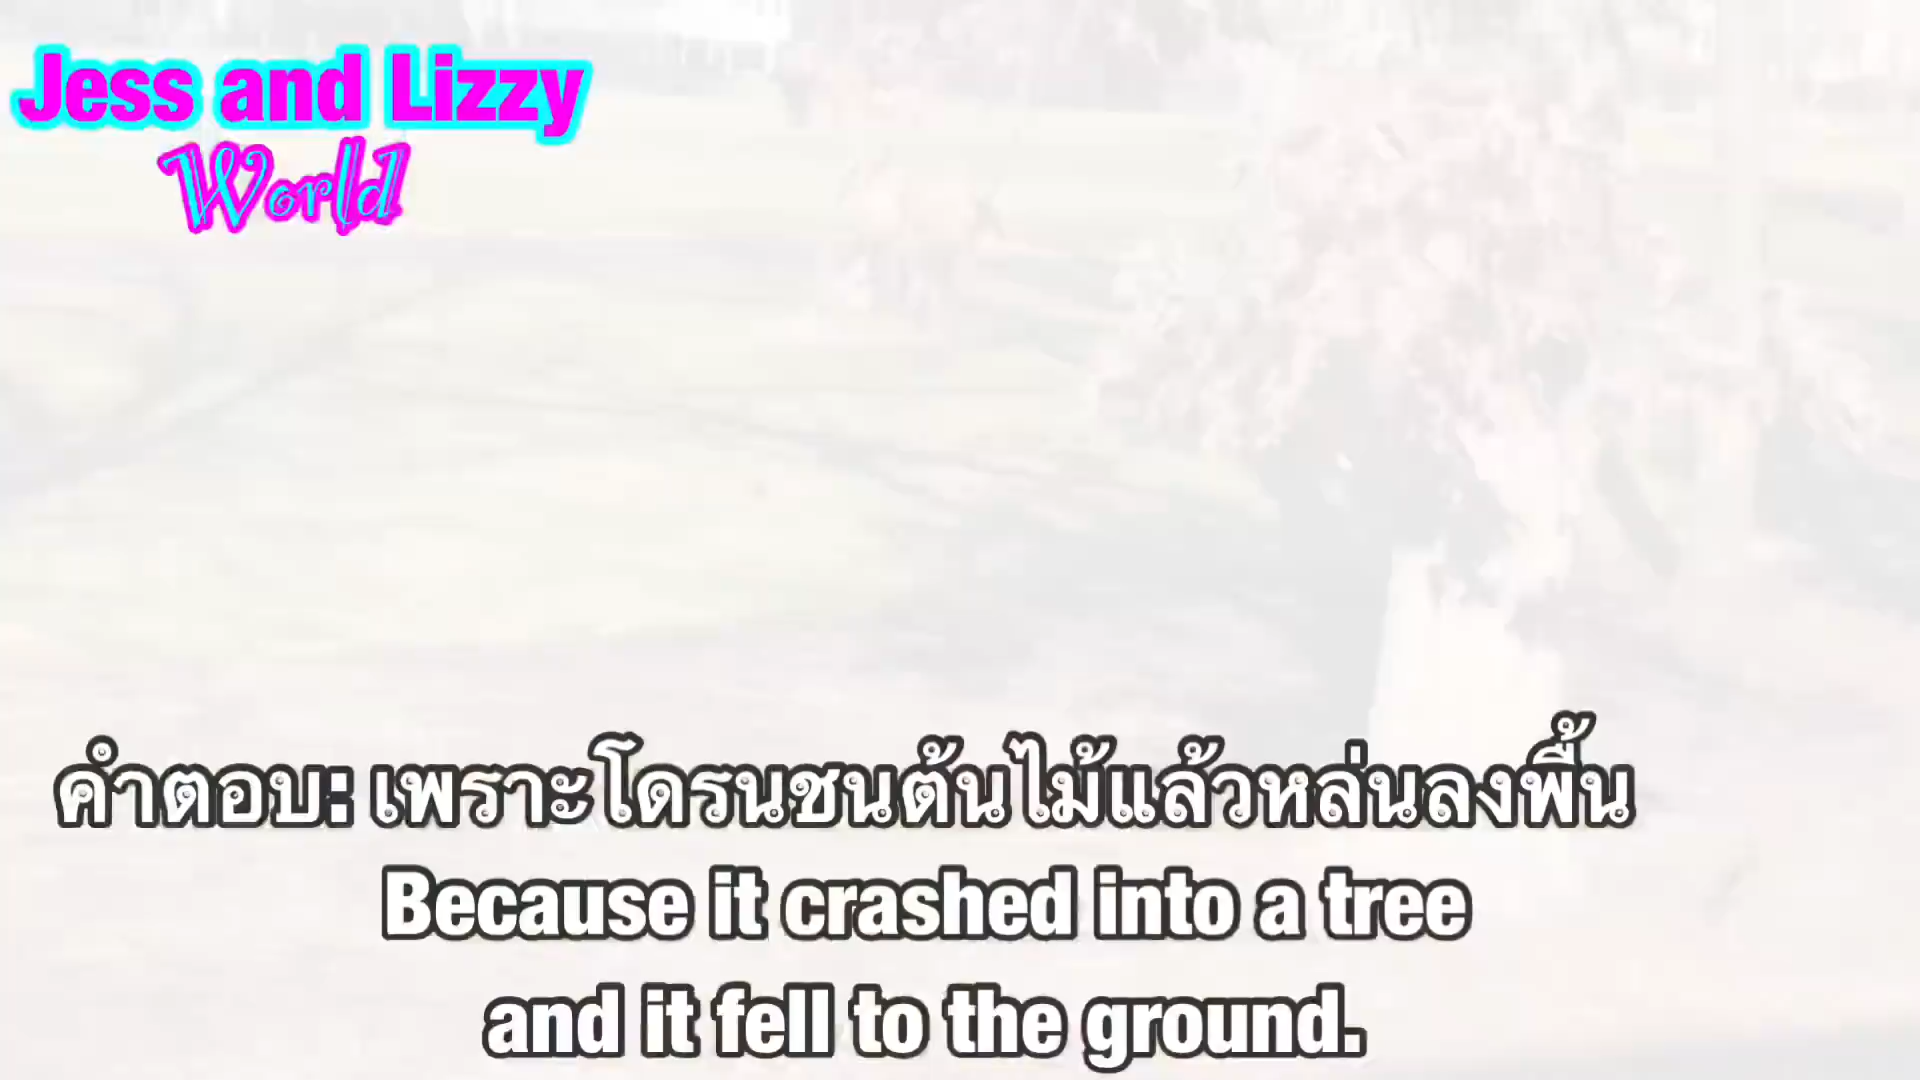 Jess and Lizzy
World
คำตอบ: เพราะโดรนชนต้นไม้แล้วหล่นลงพื้น
Because it crashed into a tree
and it fell to the ground.